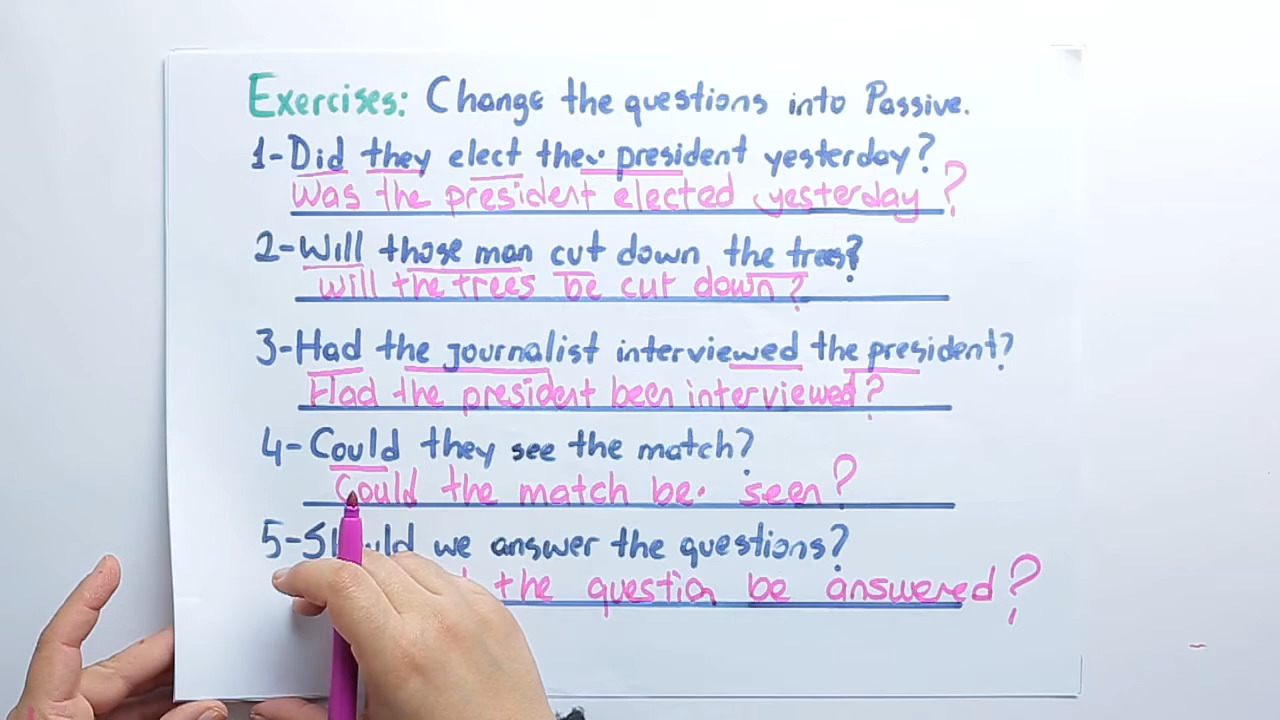 Exercises: Change the questions into Passive.
1-Did they elect the president yesterday?
Was the president elected yesterday?
2-Will those man cut down the trees?
Will the trees be cut down?
3-Had the journalist interviewed the president?
Had the president been interviewed?
4-Could they see the match?
Could the match be seen?
5-Should we answer the questions?
the question be answered?